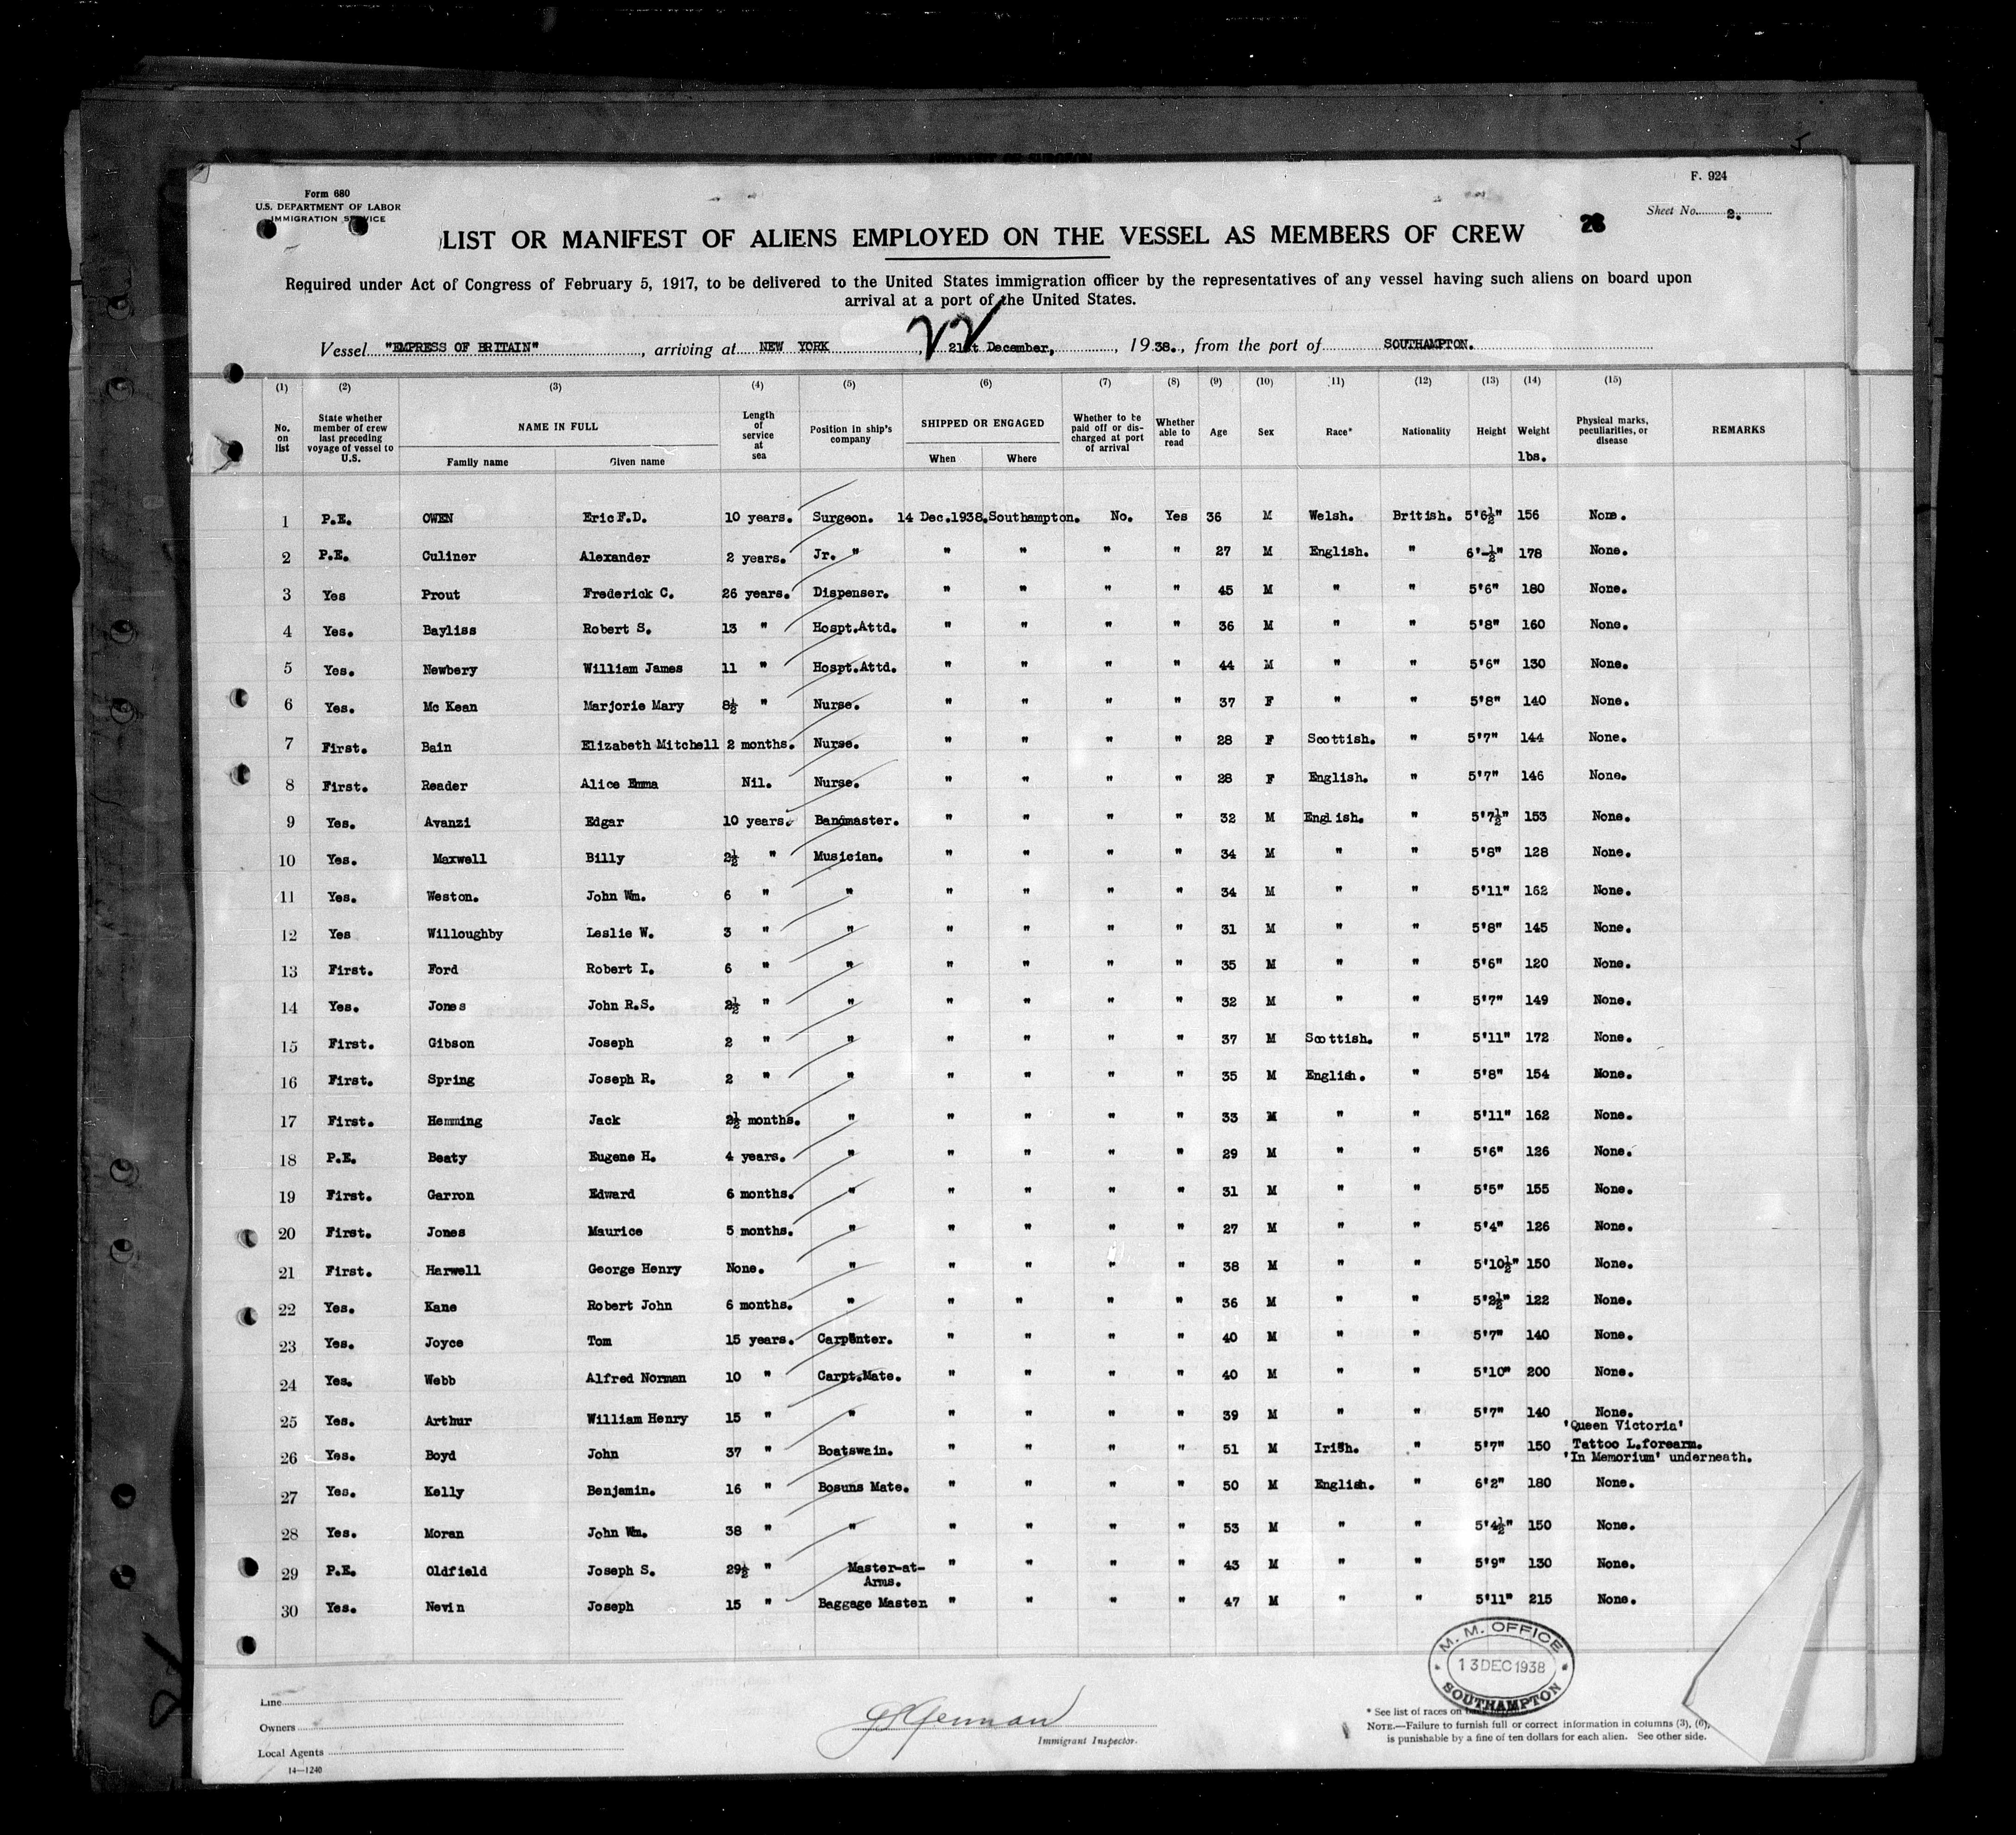 F. 924
Form 680
U.S. DEPARTMENT OF LABOR
IMMIGRATION SERVICE
Sheet No. 2.
LIST OR MANIFEST OF ALIENS EMPLOYED ON THE VESSEL AS MEMBERS OF CREW
Required under Act of Congress of February 5, 1917, to be delivered to the United States immigration officer by the representatives of any vessel having such aliens on board upon
arrival at a port of the United States.
Vessel "EMPRESS OF BRITAIN", arriving at NEW YORK, 21st December, 1938., from the port of SOUTHAMPTON.
(1) (2) (3) (4) (5) (6) (7) (8) (9) (10) (11) (12) (13) (14) (15)
No. on list State whether member of crew last preceding voyage of vessel to U.S. NAME IN FULL Family name Given name Length of service at sea Position in ship's company SHIPPED OR ENGAGED When Where Whether to be paid off or discharged at port of arrival Whether able to read Age Sex Race* Nationality Height Weight lbs. Physical marks, peculiarities, or disease REMARKS
1 P.E. OWEN Eric F.D. 10 years. Surgeon. 14 Dec.1938. Southampton. No. Yes 36 M Welsh. British. 5'6½" 156 None.
2 P.E. Culiner Alexander 2 years. Jr. " " " " " 27 M English. " 6'-½" 178 None.
3 Yes Prout Frederick C. 26 years. Dispenser. " " " " 45 M " " 5'6" 180 None.
4 Yes. Bayliss Robert S. 13 " Hospt.Attd. " " " " 36 M " " 5'8" 160 None.
5 Yes. Newbery William James 11 " Hospt.Attd. " " " " 44 M " " 5'6" 130 None.
6 Yes. Mc Kean Marjorie Mary 8½ " Nurse. " " " " 37 F " " 5'8" 140 None.
7 First. Bain Elizabeth Mitchell 2 months. Nurse. " " " " 28 F Scottish. " 5'7" 144 None.
8 First. Reader Alice Emma Nil. Nurse. " " " " 28 F English. " 5'7" 146 None.
9 Yes. Avanzi Edgar 10 years. Bandmaster. " " " " 32 M English. " 5'7½" 153 None.
10 Yes. Maxwell Billy 2½ " Musician. " " " " 34 M " " 5'8" 128 None.
11 Yes. Weston. John Wm. 6 " " " " " " 34 M " " 5'11" 162 None.
12 Yes Willoughby Leslie W. 3 " " " " " " 31 M " " 5'8" 145 None.
13 First. Ford Robert I. 6 " " " " " " 35 M " " 5'6" 120 None.
14 Yes. Jones John R.S. 2½ " " " " " " 32 M " " 5'7" 149 None.
15 First. Gibson Joseph 2 " " " " " " 37 M Scottish. " 5'11" 172 None.
16 First. Spring Joseph R. 2 " " " " " " 35 M English. " 5'8" 154 None.
17 First. Hemming Jack 2½ months. " " " " " 33 M " " 5'11" 162 None.
18 P.E. Beaty Eugene H. 4 years. " " " " " 29 M " " 5'6" 126 None.
19 First. Garron Edward 6 months. " " " " " 31 M " " 5'5" 155 None.
20 First. Jones Maurice 5 months. " " " " " 27 M " " 5'4" 126 None.
21 First. Harwell George Henry None. " " " " " 38 M " " 5'10½" 150 None.
22 Yes. Kane Robert John 6 months. " " " " " 36 M " " 5'2½" 122 None.
23 Yes. Joyce Tom 15 years. Carpenter. " " " " 40 M " " 5'7" 140 None.
24 Yes. Webb Alfred Norman 10 " Carpt.Mate. " " " " 40 M " " 5'10" 200 None.
25 Yes. Arthur William Henry 15 " " " " " " 39 M " " 5'7" 140 None.
'Queen Victoria'
26 Yes. Boyd John 37 " Boatswain. " " " " 51 M Irish. " 5'7" 150 Tattoo L.forearm.
'In Memorium' underneath.
27 Yes. Kelly Benjamin. 16 " Bosuns Mate. " " " " 50 M English. " 6'2" 180 None.
28 Yes. Moran John Wm. 38 " " " " " " 53 M " " 5'4½" 150 None.
29 P.E. Oldfield Joseph S. 29½ " Master-at-Arms. " " " " 43 M " " 5'9" 130 None.
30 Yes. Nevin Joseph 15 " Baggage Master " " " " 47 M " " 5'11" 215 None.
M. M. OFFICE
13 DEC 1938
SOUTHAMPTON
Line
Owners
Local Agents
14—1240
Immigrant Inspector.
* See list of races on
NOTE.—Failure to furnish full or correct information in columns (3), (6),
is punishable by a fine of ten dollars for each alien. See other side.